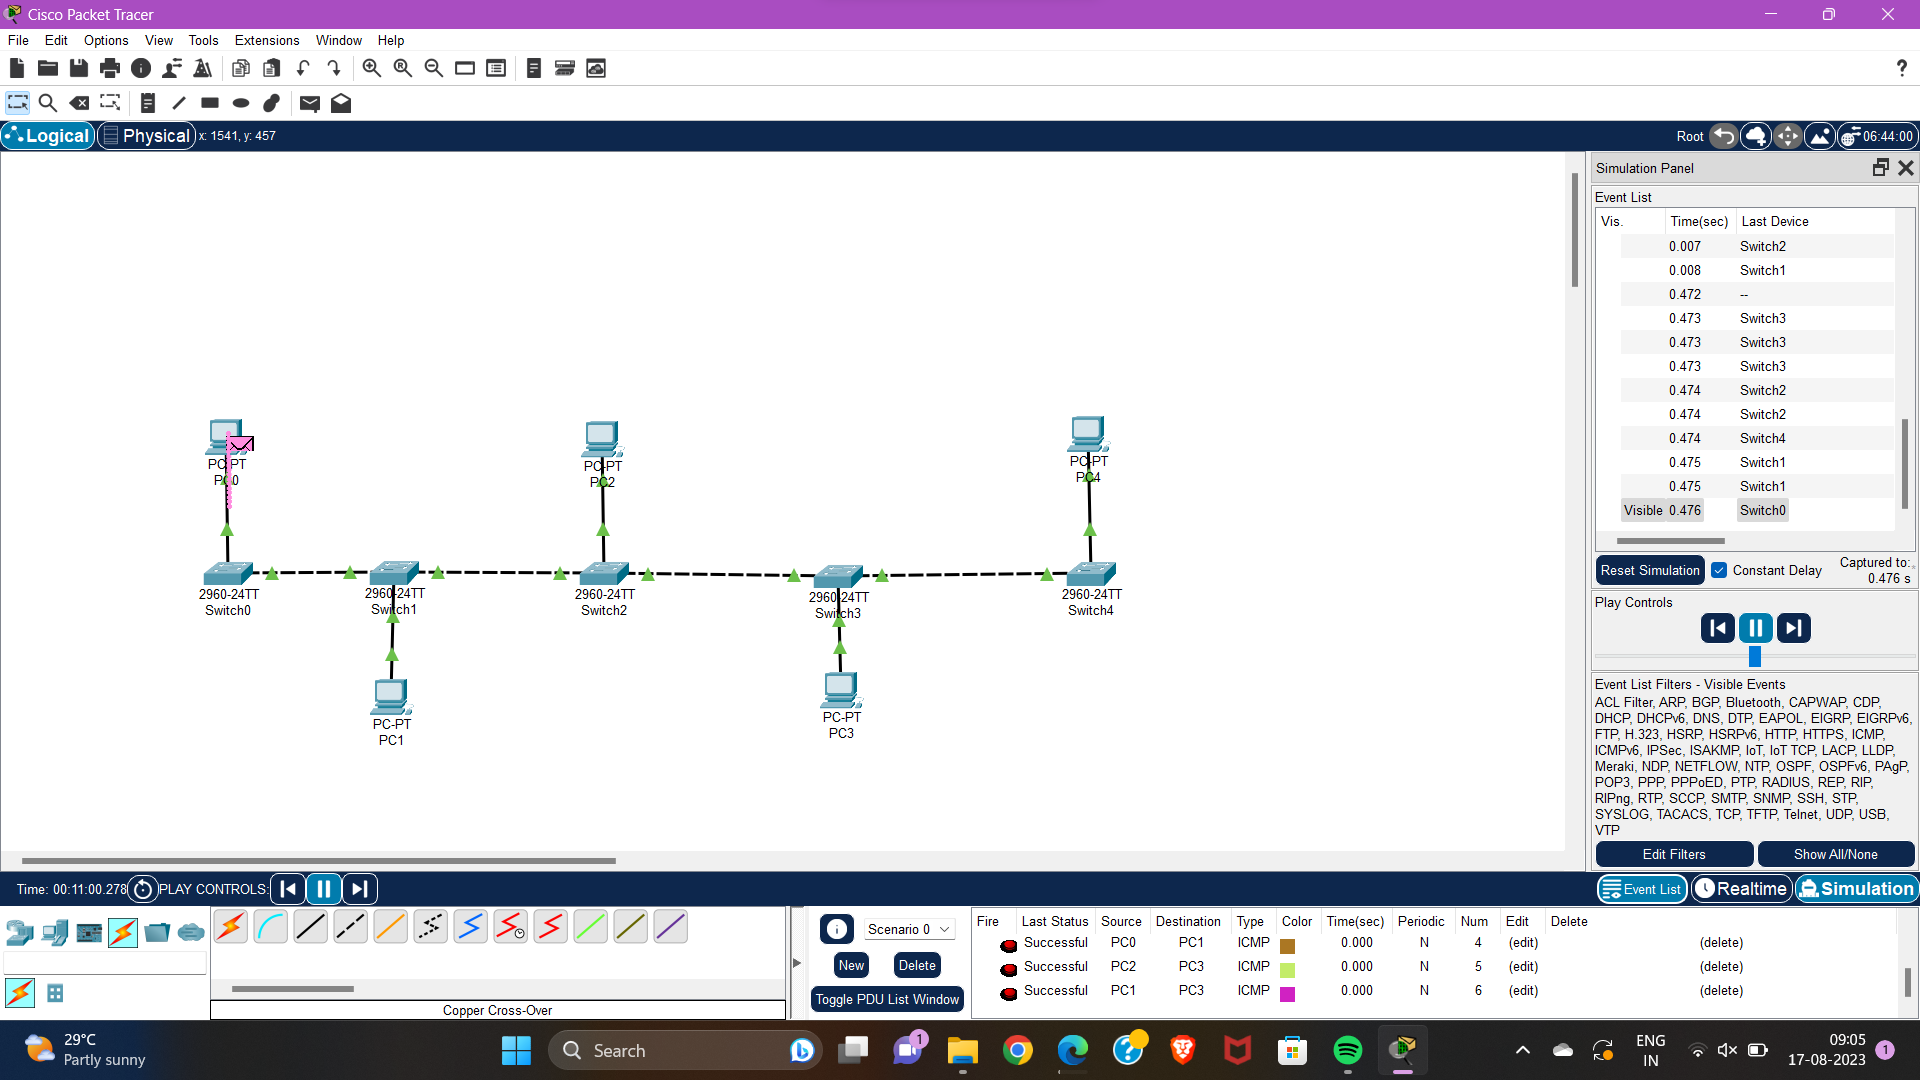 Cisco Packet Tracer
File Edit Options View Tools Extensions Window Help
?
Logical Physical x: 1541, y: 457
Root 06:44:00
Simulation Panel
Event List
Vis. Time(sec) Last Device
0.007 Switch2
0.008 Switch1
0.472 --
0.473 Switch3
0.473 Switch3
0.473 Switch3
0.474 Switch2
0.474 Switch2
0.474 Switch4
0.475 Switch1
0.475 Switch1
Visible 0.476 Switch0
Reset Simulation Constant Delay Captured to:
0.476 s
Play Controls
Event List Filters - Visible Events
ACL Filter, ARP, BGP, Bluetooth, CAPWAP, CDP,
DHCP, DHCPv6, DNS, DTP, EAPOL, EIGRP, EIGRPv6,
FTP, H.323, HSRP, HSRPv6, HTTP, HTTPS, ICMP,
ICMPv6, IPSec, ISAKMP, IoT, IoT TCP, LACP, LLDP,
Meraki, NDP, NETFLOW, NTP, OSPF, OSPFv6, PAgP,
POP3, PPP, PPPoED, PTP, RADIUS, REP, RIP,
RIPng, RTP, SCCP, SMTP, SNMP, SSH, STP,
SYSLOG, TACACS, TCP, TFTP, Telnet, UDP, USB,
VTP
Edit Filters Show All/None
PC-PT
PC0
PC-PT
PC2
PC-PT
PC4
2960-24TT
Switch0
2960-24TT
Switch1
2960-24TT
Switch2
2960-24TT
Switch3
2960-24TT
Switch4
PC-PT
PC1
PC-PT
PC3
Time: 00:11:00.278 PLAY CONTROLS:
Event List Realtime Simulation
Scenario 0
New Delete
Toggle PDU List Window
Fire Last Status Source Destination Type Color Time(sec) Periodic Num Edit Delete
Successful PC0 PC1 ICMP 0.000 N 4 (edit) (delete)
Successful PC2 PC3 ICMP 0.000 N 5 (edit) (delete)
Successful PC1 PC3 ICMP 0.000 N 6 (edit) (delete)
Copper Cross-Over
29°C
Partly sunny
Search
1
ENG
IN
09:05
17-08-2023
1